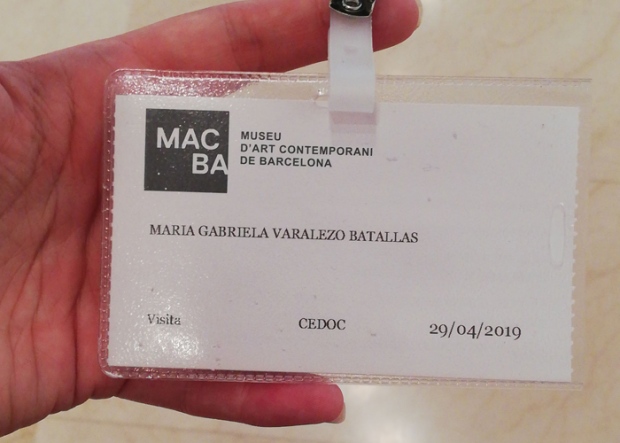 MAC
BA
MUSEU
D'ART CONTEMPORANI
DE BARCELONA
MARIA GABRIELA VARALEZO BATALLAS
Visita CEDOC 29/04/2019